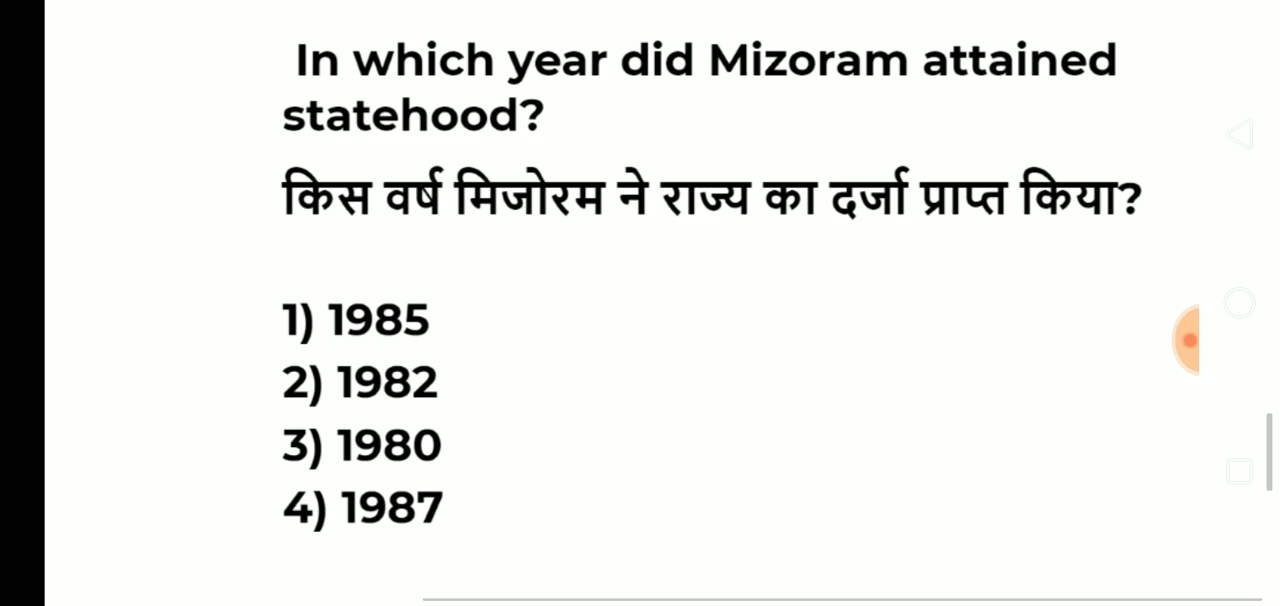 In which year did Mizoram attained
statehood?
किस वर्ष मिजोरम ने राज्य का दर्जा प्राप्त किया?
1) 1985
2) 1982
3) 1980
4) 1987